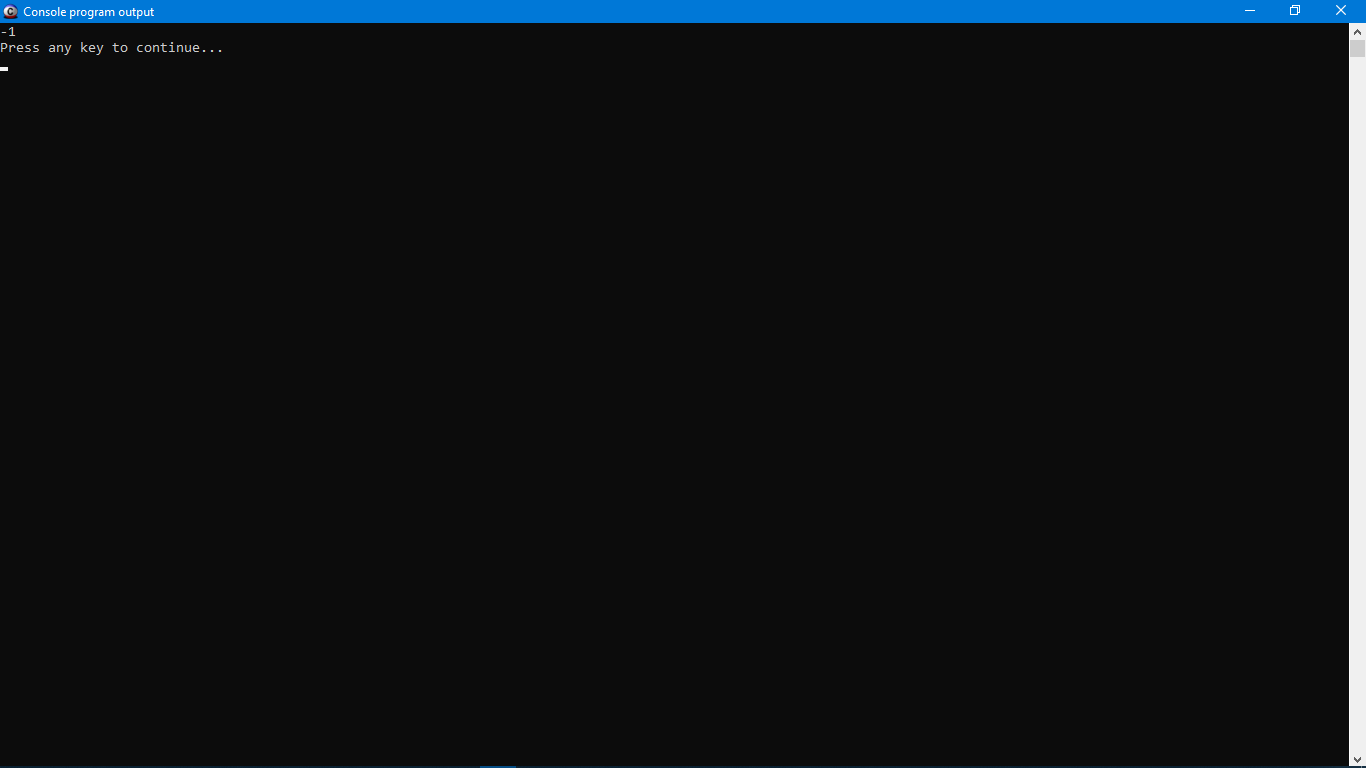 Console program output
-1
Press any key to continue...